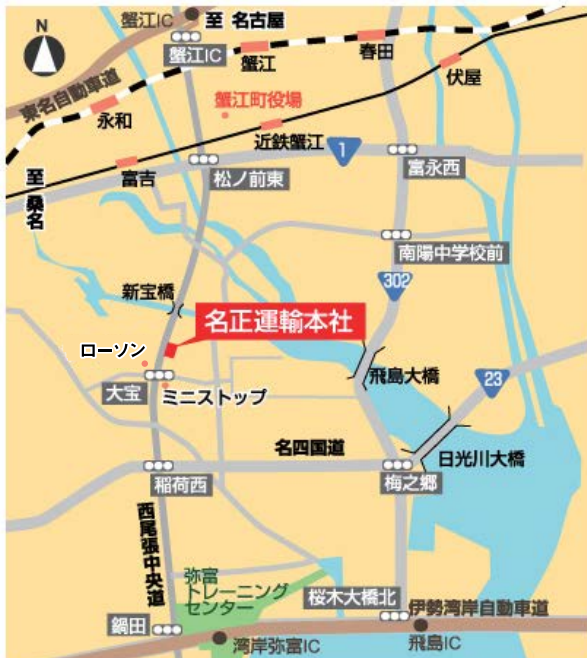 蟹江IC
至 名古屋
N
蟹江IC
蟹江
春田
伏屋
東名自動車道
永和
蟹江町役場
近鉄蟹江
1
富吉
松ノ前東
富永西
至 桑名
南陽中学校前
302
新宝橋
名正運輸本社
ローソン
大宝
ミニストップ
飛島大橋
23
名四国道
日光川大橋
稲荷西
梅之郷
西尾張中央道
弥富
トレーニング
センター
桜木大橋北
伊勢湾岸自動車道
鍋田
湾岸弥富IC
飛島IC